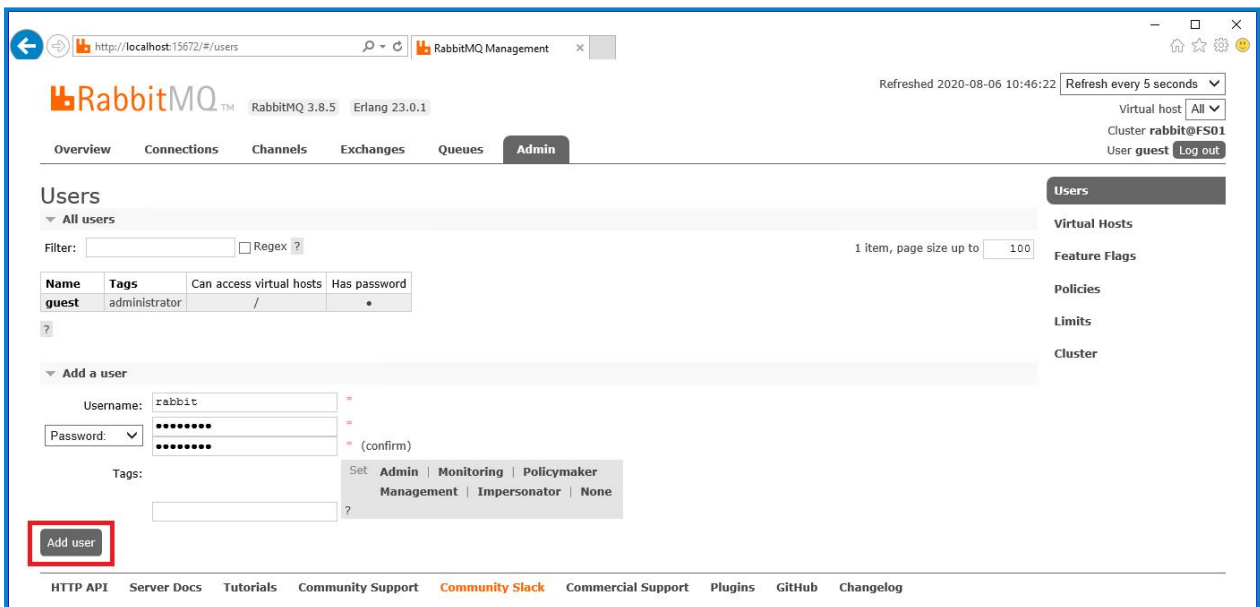 http://localhost:15672/#/users
RabbitMQ Management
RabbitMQ TM RabbitMQ 3.8.5 Erlang 23.0.1
Refreshed 2020-08-06 10:46:22 Refresh every 5 seconds
Virtual host All
Cluster rabbit@FS01
User guest Log out
Overview Connections Channels Exchanges Queues Admin
Users
All users
Filter: Regex ? 1 item, page size up to 100
Name Tags Can access virtual hosts Has password
guest administrator / ●
?
Add a user
Username: rabbit *
Password: ●●●●●●●● *
●●●●●●●● * (confirm)
Tags: Set Admin | Monitoring | Policymaker
Management | Impersonator | None
?
Add user
Users
Virtual Hosts
Feature Flags
Policies
Limits
Cluster
HTTP API Server Docs Tutorials Community Support Community Slack Commercial Support Plugins GitHub Changelog